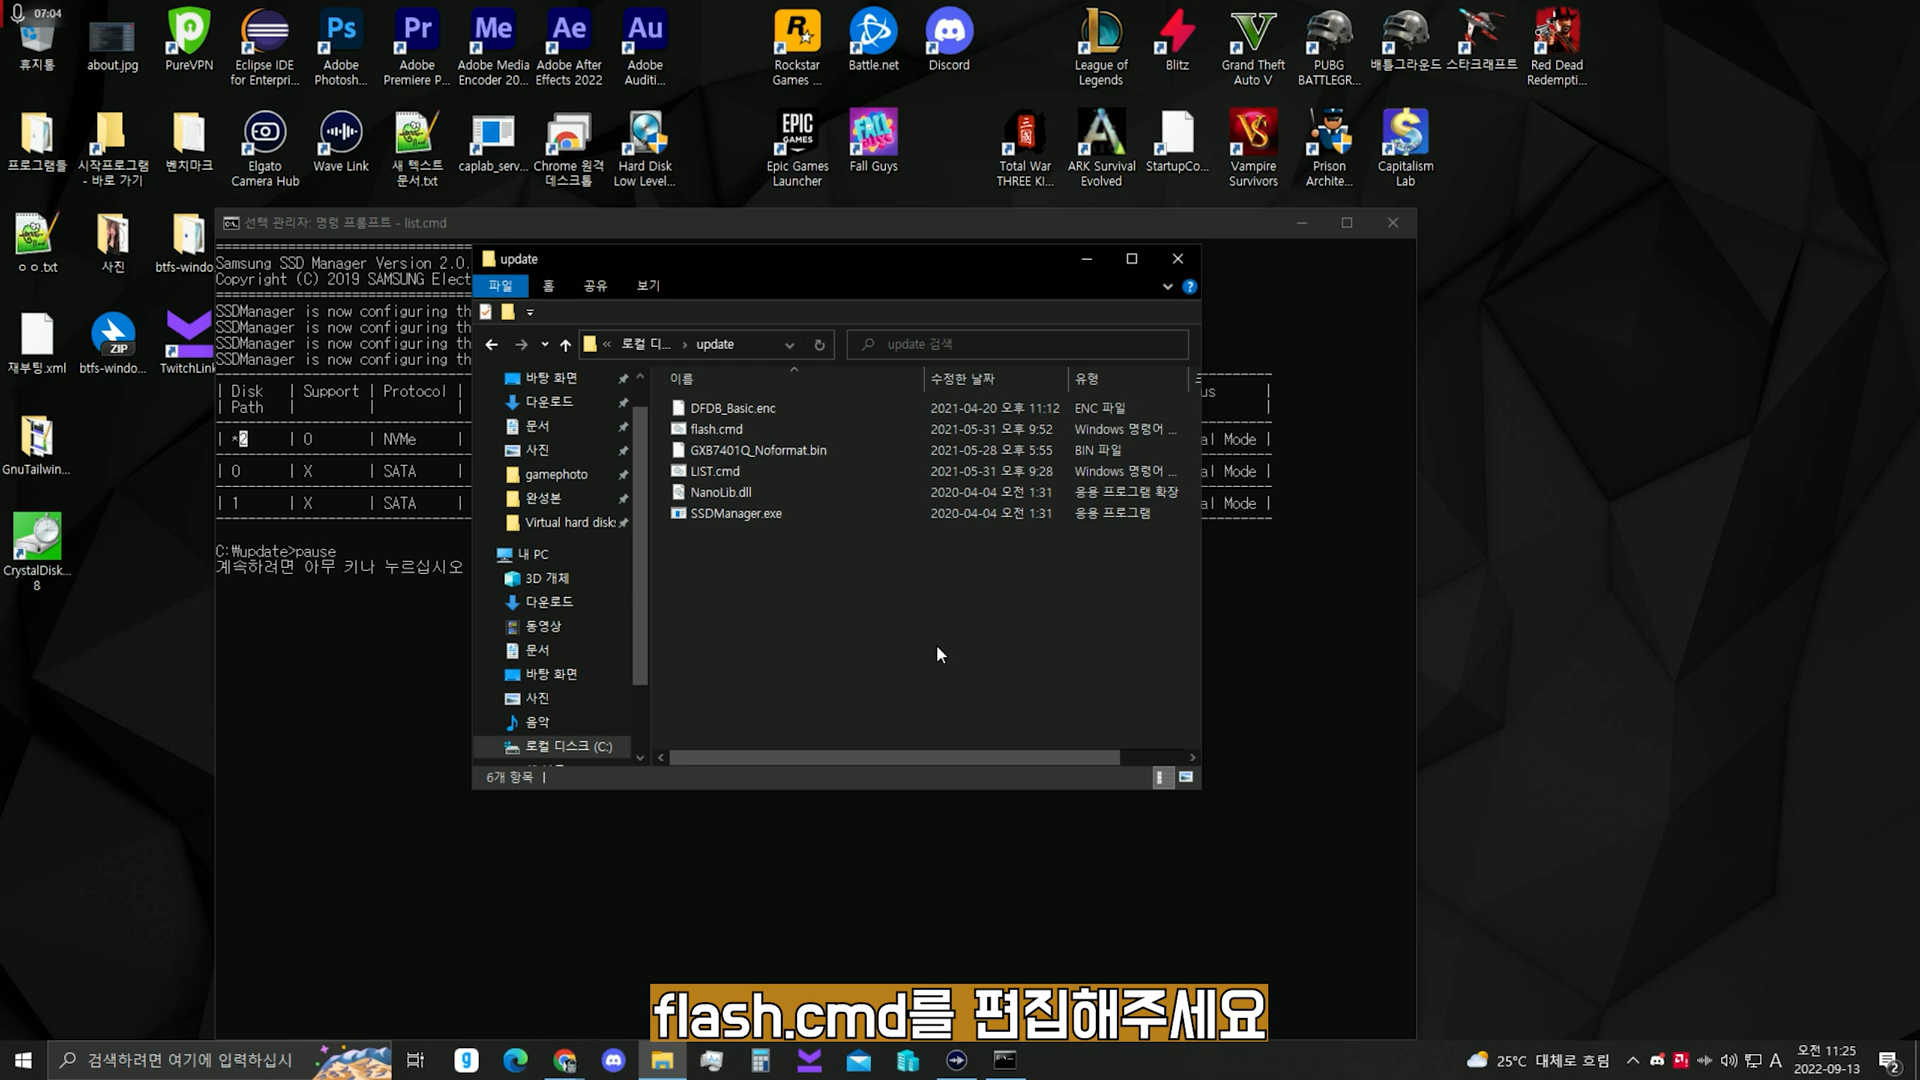 07:04
휴지통
about.jpg
PureVPN
Eclipse IDE
for Enterpri...
Adobe
Photosh...
Adobe
Premiere P...
Adobe Media
Encoder 20...
Adobe After
Effects 2022
Adobe
Auditi...
Rockstar
Games ...
Battle.net
Discord
League of
Legends
Blitz
Grand Theft
Auto V
PUBG
BATTLEGR...
배틀그라운드
스타크래프트
Red Dead
Redempti...
프로그램들
시작프로그램
- 바로 가기
벤치마크
Elgato
Camera Hub
Wave Link
새 텍스트
문서.txt
caplab_serv...
Chrome 원격
데스크톱
Hard Disk
Low Level...
Epic Games
Launcher
Fall Guys
Total War
THREE KI...
ARK Survival
Evolved
StartupCo...
Vampire
Survivors
Prison
Archite...
Capitalism
Lab
ㅇㅇ.txt
사진
btfs-windo
재부팅.xml
btfs-windo...
TwitchLink
GnuTailwin...
CrystalDisk...
8
선택 관리자: 명령 프롬프트 - list.cmd
Samsung SSD Manager Version 2.0.
Copyright (C) 2019 SAMSUNG Elect
SSDManager is now configuring th
SSDManager is now configuring th
SSDManager is now configuring th
SSDManager is now configuring th
| Disk | Support | Protocol |
| Path | | |
| *2 | O | NVMe | al Mode |
| 0 | X | SATA | al Mode |
| 1 | X | SATA | al Mode |
C:\update>pause
계속하려면 아무 키나 누르십시오
update
파일 홈 공유 보기
« 로컬 디... › update
update 검색
바탕 화면
다운로드
문서
사진
gamephoto
완성본
Virtual hard disk
내 PC
3D 개체
다운로드
동영상
문서
바탕 화면
사진
음악
로컬 디스크 (C:)
이름 수정한 날짜 유형
DFDB_Basic.enc 2021-04-20 오후 11:12 ENC 파일
flash.cmd 2021-05-31 오후 9:52 Windows 명령어 ...
GXB7401Q_Noformat.bin 2021-05-28 오후 5:55 BIN 파일
LIST.cmd 2021-05-31 오후 9:28 Windows 명령어 ...
NanoLib.dll 2020-04-04 오전 1:31 응용 프로그램 확장
SSDManager.exe 2020-04-04 오전 1:31 응용 프로그램
6개 항목
flash.cmd를 편집해주세요
검색하려면 여기에 입력하십시
25°C 대체로 흐림
A
오전 11:25
2022-09-13
2